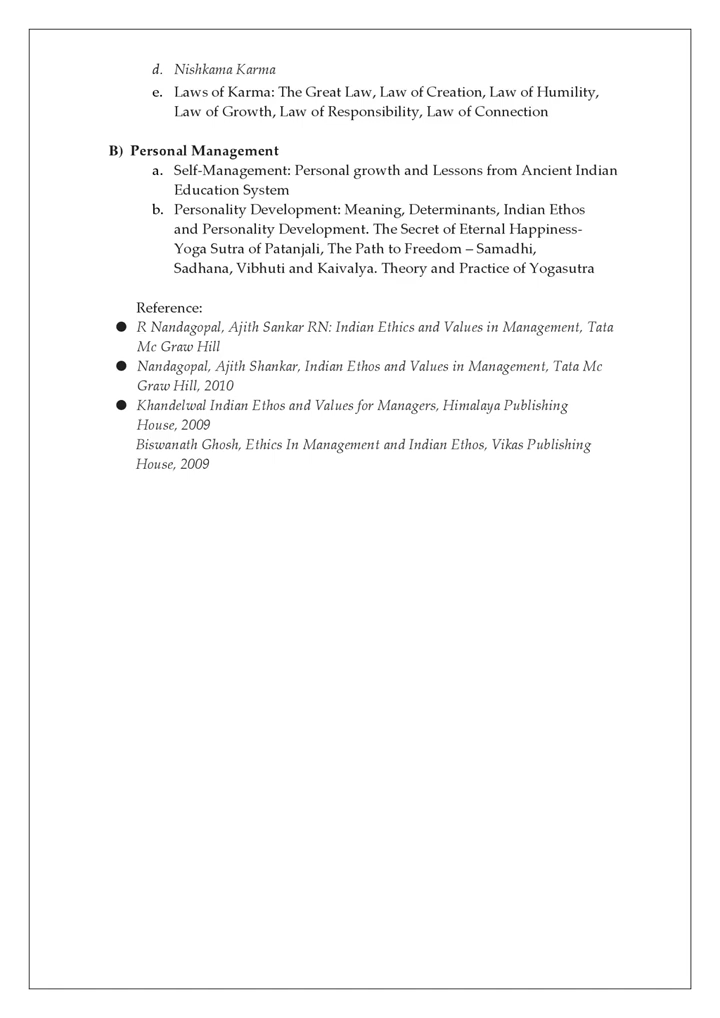 d. Nishkama Karma
e. Laws of Karma: The Great Law, Law of Creation, Law of Humility,
Law of Growth, Law of Responsibility, Law of Connection
B) Personal Management
a. Self-Management: Personal growth and Lessons from Ancient Indian
Education System
b. Personality Development: Meaning, Determinants, Indian Ethos
and Personality Development. The Secret of Eternal Happiness-
Yoga Sutra of Patanjali, The Path to Freedom – Samadhi,
Sadhana, Vibhuti and Kaivalya. Theory and Practice of Yogasutra
Reference:
● R Nandagopal, Ajith Sankar RN: Indian Ethics and Values in Management, Tata
Mc Graw Hill
● Nandagopal, Ajith Shankar, Indian Ethos and Values in Management, Tata Mc
Graw Hill, 2010
● Khandelwal Indian Ethos and Values for Managers, Himalaya Publishing
House, 2009
Biswanath Ghosh, Ethics In Management and Indian Ethos, Vikas Publishing
House, 2009